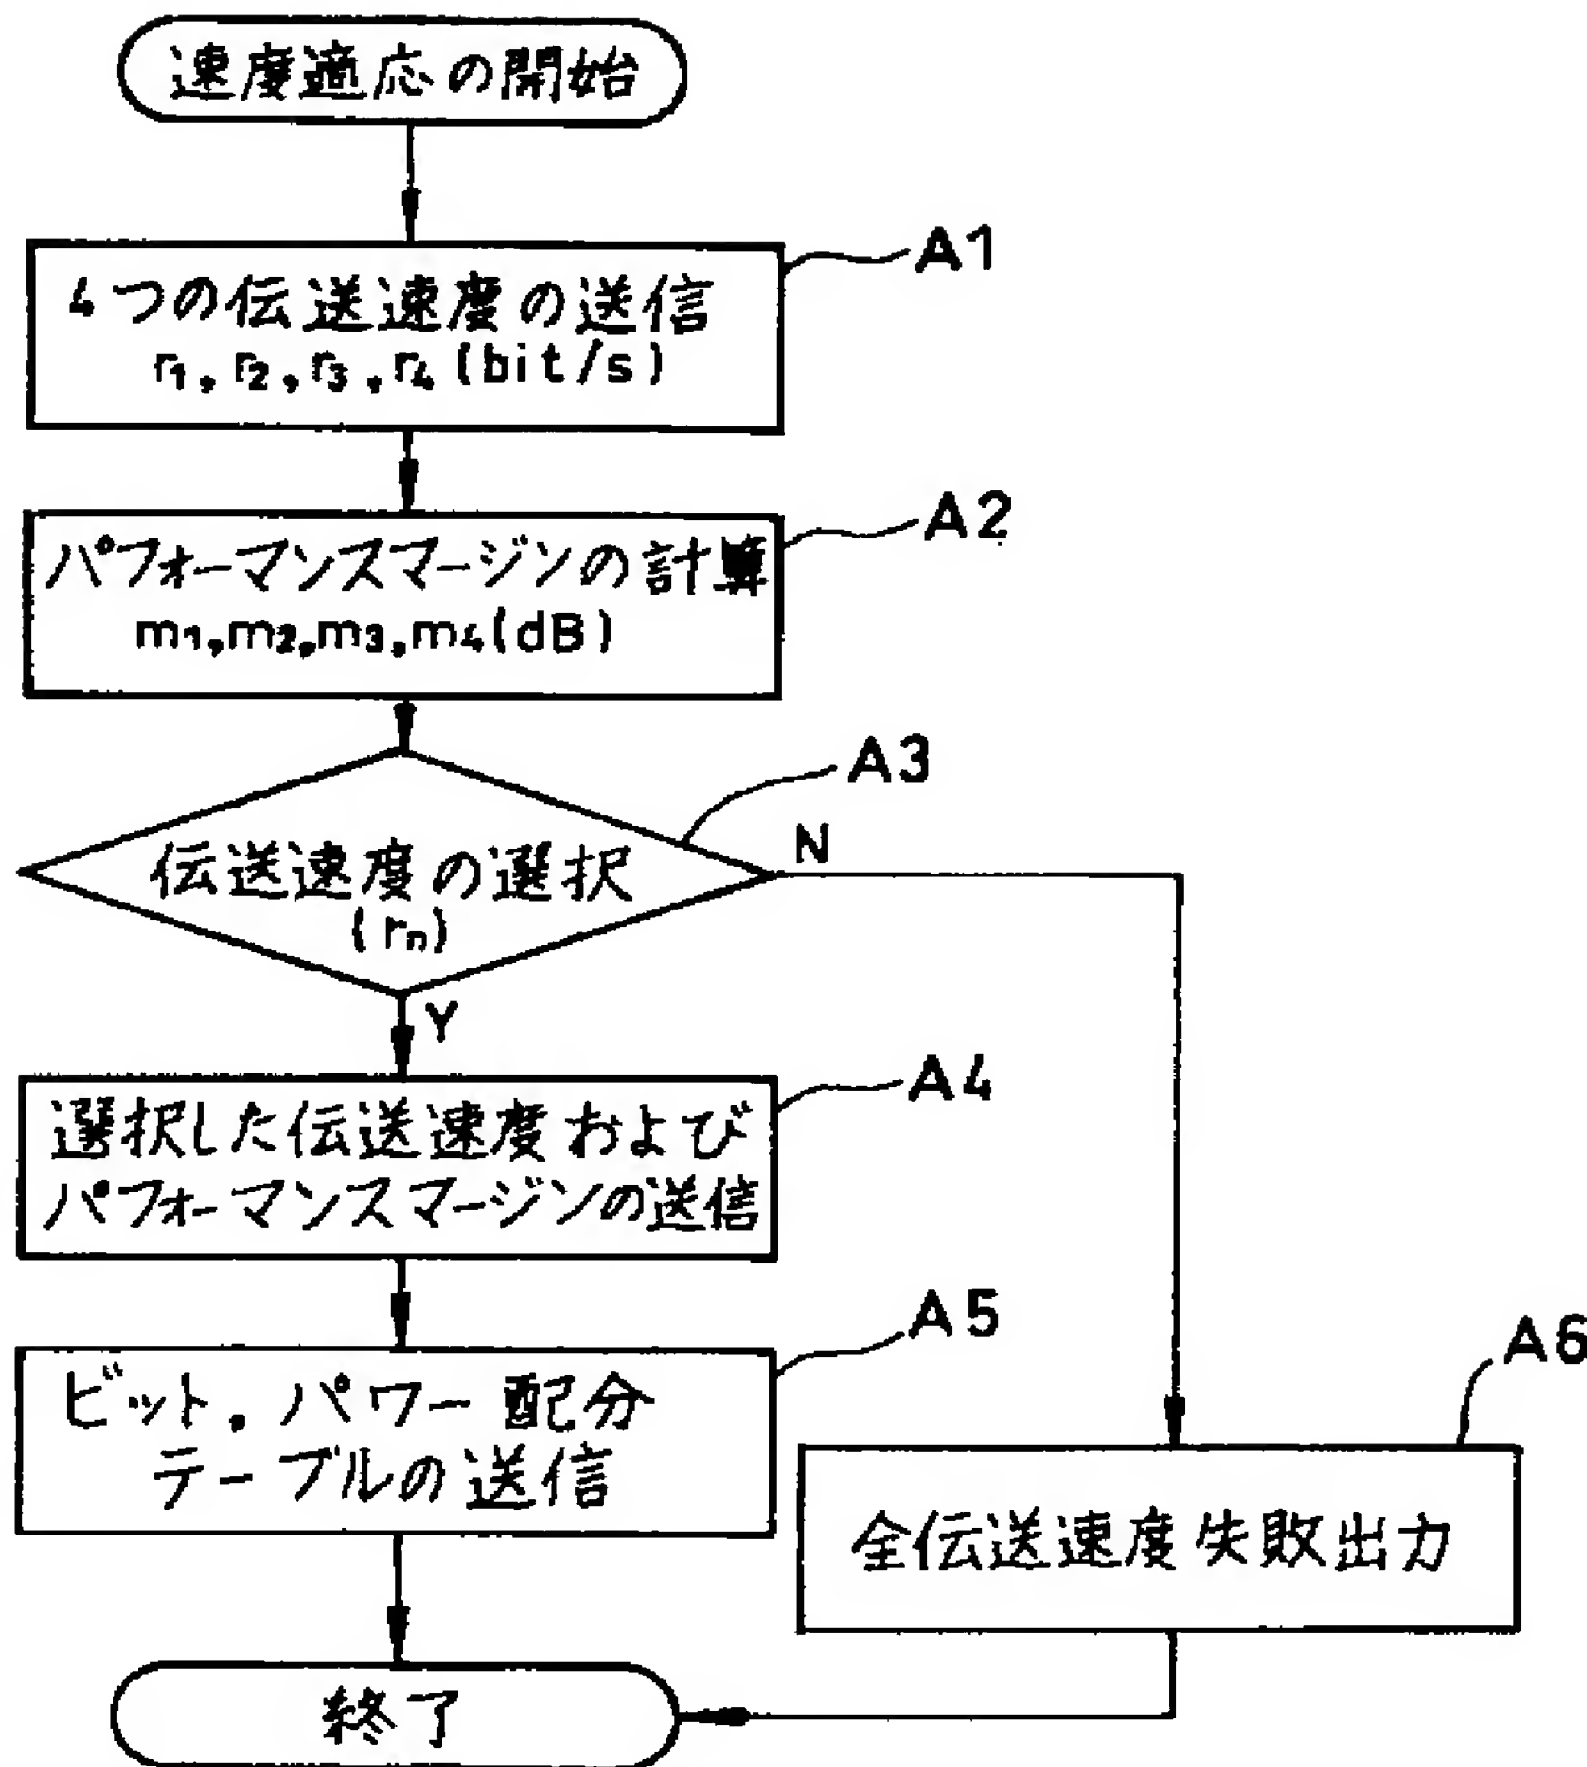 速度適応の開始
A1
4つの伝送速度の送信
r1, r2, r3, r4 (bit/s)
A2
パフォーマンスマージンの計算
m1, m2, m3, m4 (dB)
A3
伝送速度の選択
(rn)
N
Y
A4
選択した伝送速度および
パフォーマンスマージンの送信
A5
ビット, パワー配分
テーブルの送信
A6
全伝送速度失敗出力
終了